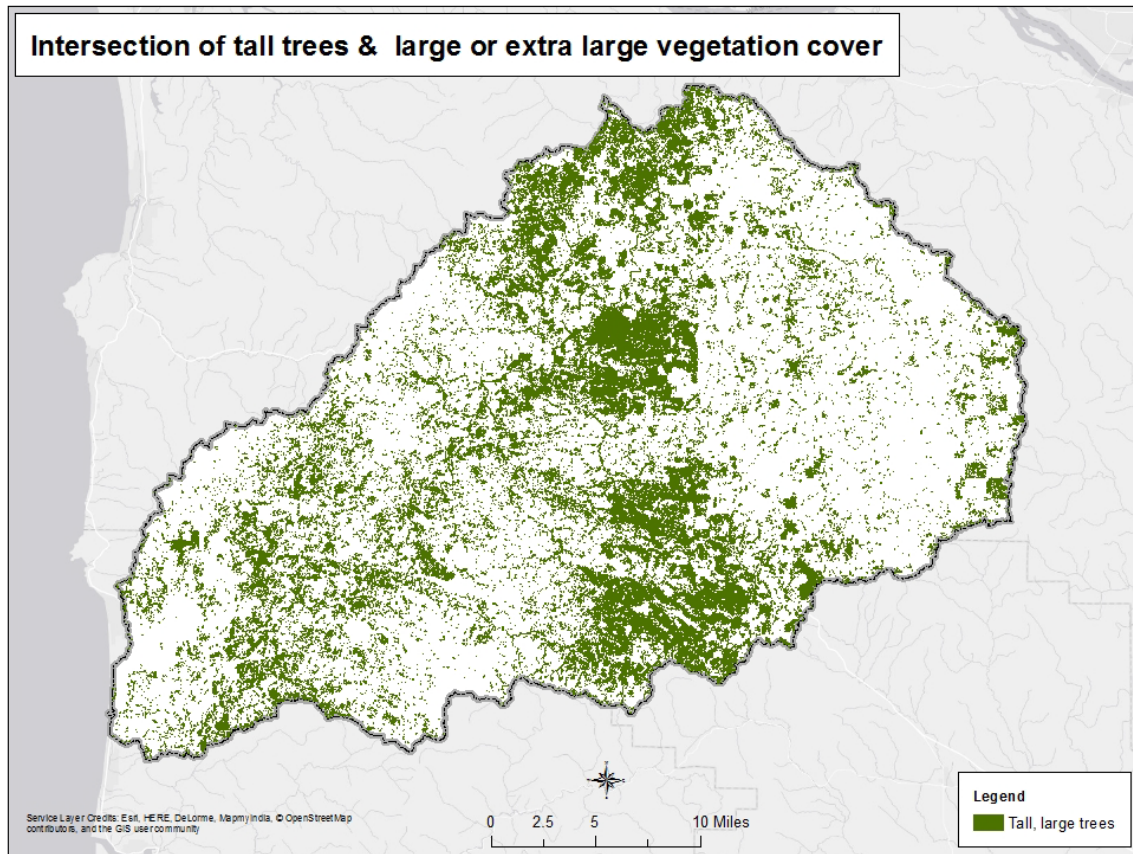 Intersection of tall trees & large or extra large vegetation cover
Service Layer Credits: Esri, HERE, DeLorme, MapmyIndia, © OpenStreetMap
contributors, and the GIS user community
0 2.5 5 10 Miles
Legend
Tall, large trees